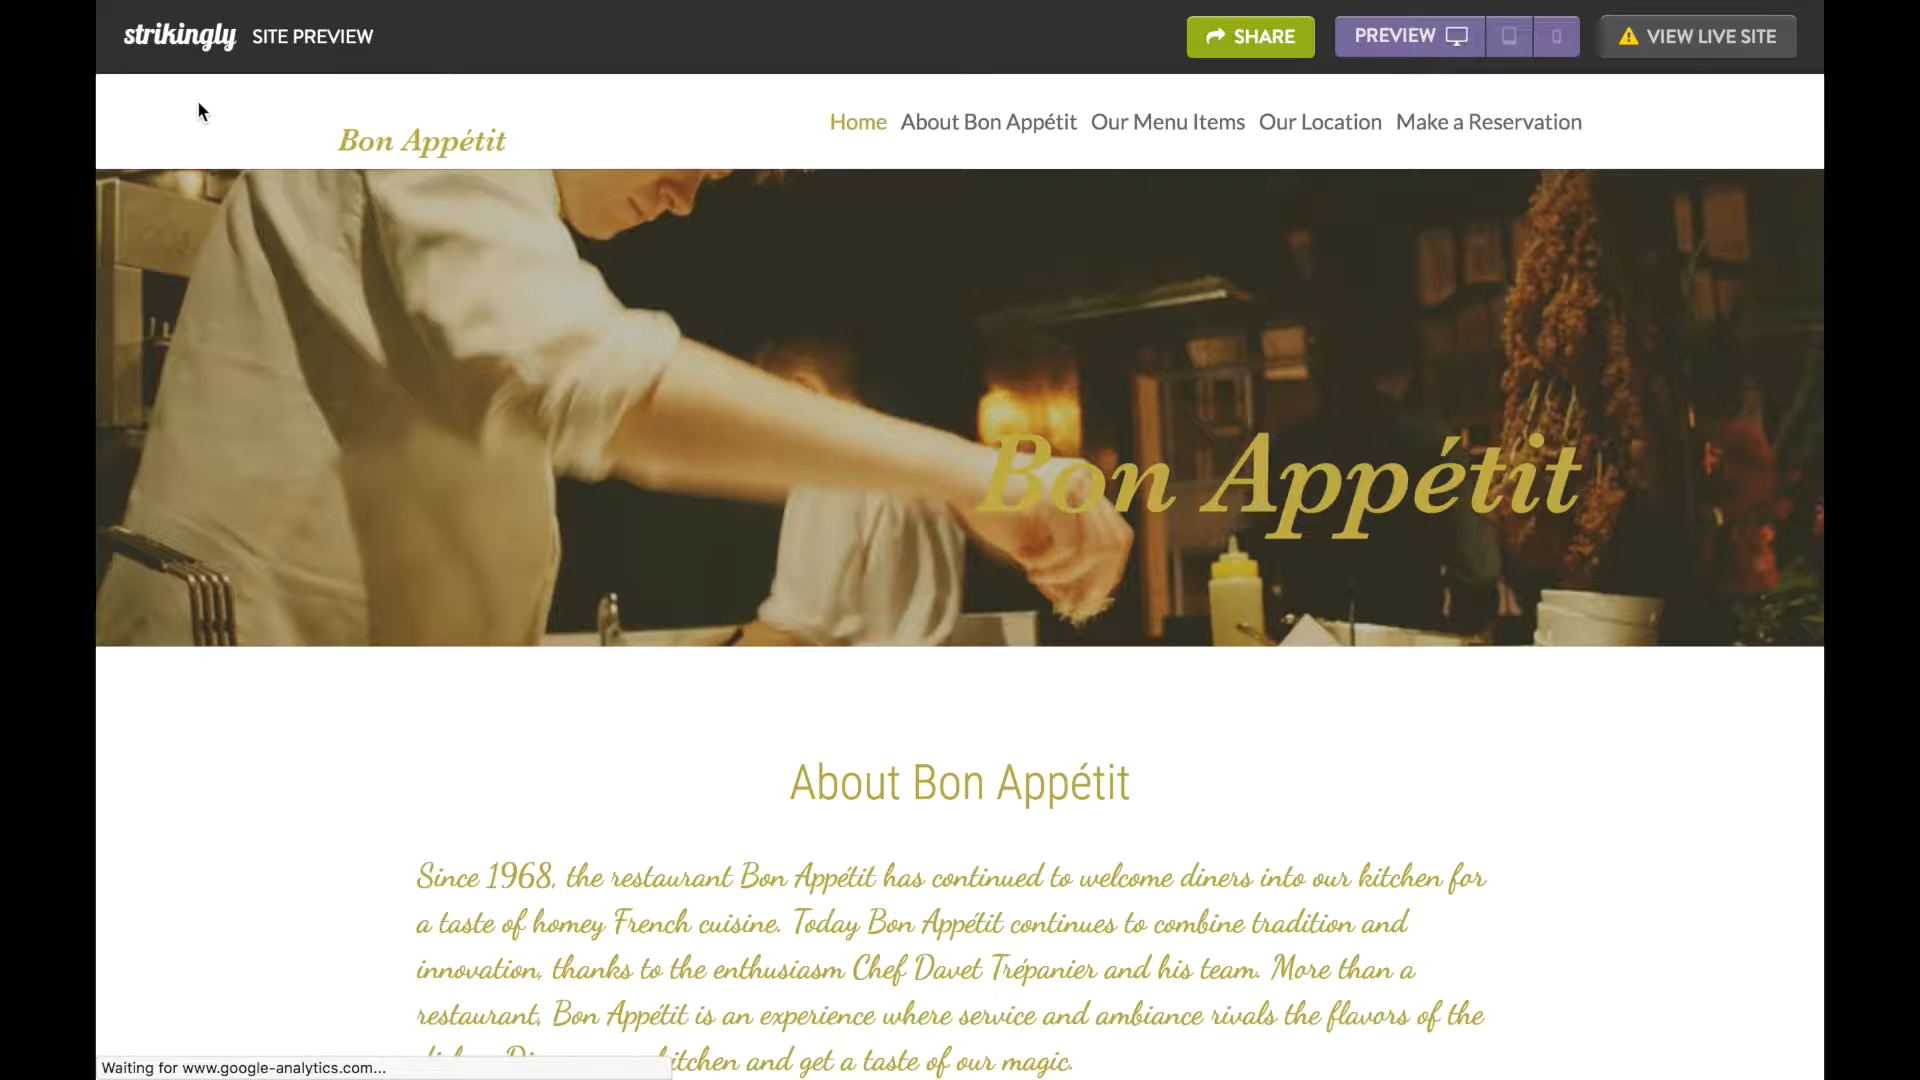 strikingly SITE PREVIEW
SHARE
PREVIEW
VIEW LIVE SITE
Bon Appétit
Home About Bon Appétit Our Menu Items Our Location Make a Reservation
Bon Appétit
About Bon Appétit
Since 1968, the restaurant Bon Appétit has continued to welcome diners into our kitchen for
a taste of homey French cuisine. Today Bon Appétit continues to combine tradition and
innovation, thanks to the enthusiasm Chef Davet Trépanier and his team. More than a
restaurant, Bon Appétit is an experience where service and ambiance rivals the flavors of the
and get a taste of our magic.
Waiting for www.google-analytics.com...